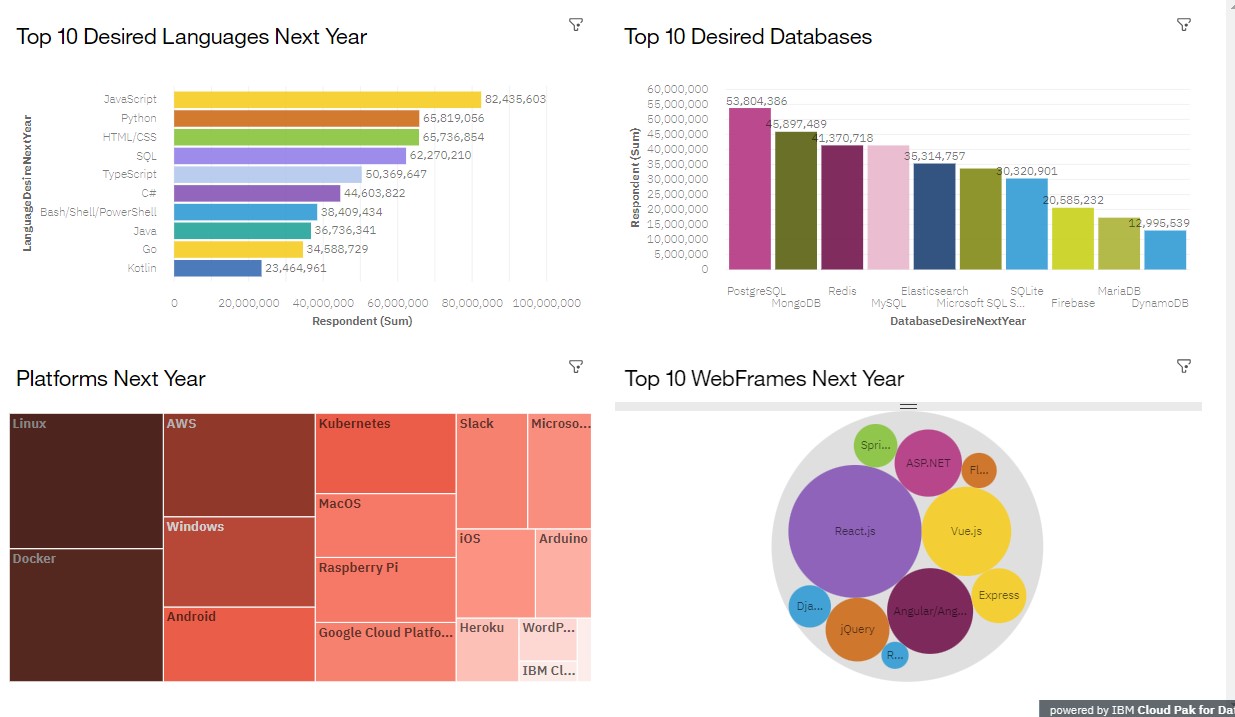 Top 10 Desired Languages Next Year
LanguageDesireNextYear
JavaScript 82,435,603
Python 65,819,056
HTML/CSS 65,736,854
SQL 62,270,210
TypeScript 50,369,647
C# 44,603,822
Bash/Shell/PowerShell 38,409,434
Java 36,736,341
Go 34,588,729
Kotlin 23,464,961
0 20,000,000 40,000,000 60,000,000 80,000,000 100,000,000
Respondent (Sum)
Top 10 Desired Databases
Respondent (Sum)
60,000,000
55,000,000
50,000,000
45,000,000
40,000,000
35,000,000
30,000,000
25,000,000
20,000,000
15,000,000
10,000,000
5,000,000
0
53,804,386
45,897,489
41,370,718
35,314,757
30,320,901
20,585,232
12,995,539
PostgreSQL Redis Elasticsearch SQLite MariaDB
MongoDB MySQL Microsoft SQL S... Firebase DynamoDB
DatabaseDesireNextYear
Platforms Next Year
Linux
Docker
AWS
Windows
Android
Kubernetes
MacOS
Raspberry Pi
Google Cloud Platfo...
Slack
Microso...
iOS
Arduino
Heroku
WordP...
IBM Cl...
Top 10 WebFrames Next Year
Spri...
ASP.NET
Fl...
React.js
Vue.js
Express
Dja...
Angular/Ang...
jQuery
R...
powered by IBM Cloud Pak for Dat